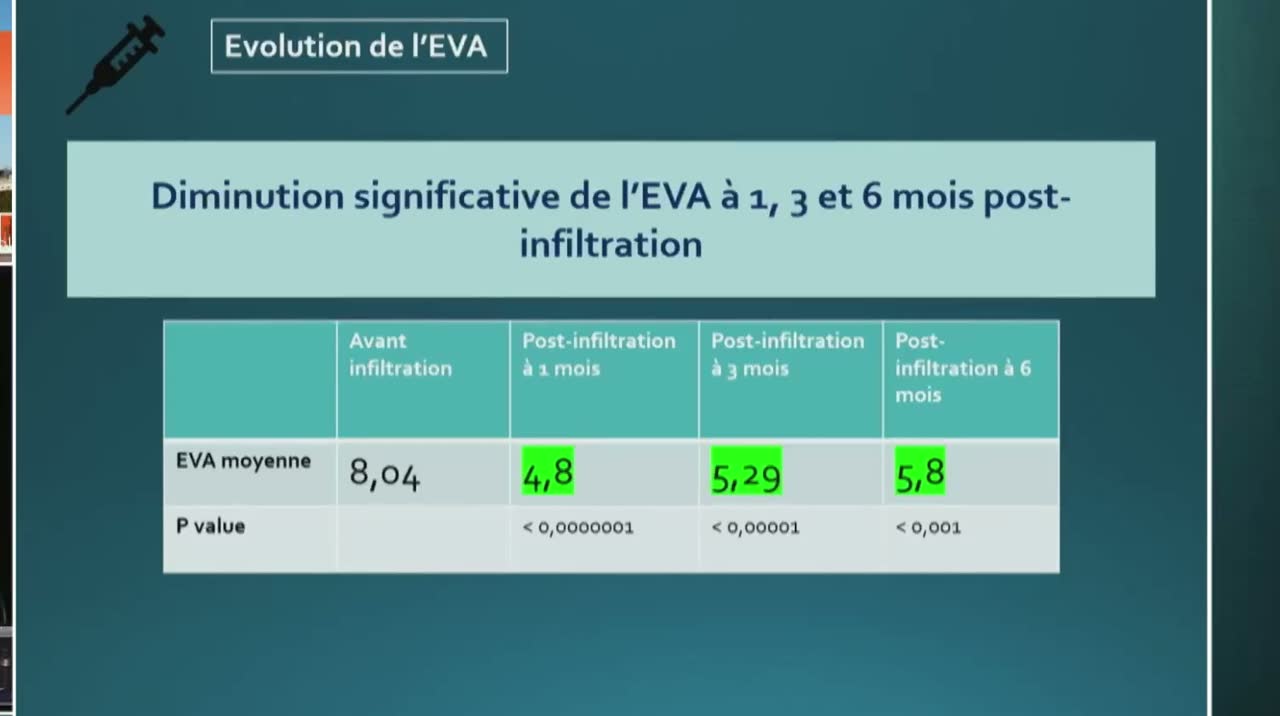 Evolution de l'EVA
Diminution significative de l'EVA à 1, 3 et 6 mois post-
infiltration
Avant
infiltration
Post-infiltration
à 1 mois
Post-infiltration
à 3 mois
Post-
infiltration à 6
mois
EVA moyenne 8,04 4,8 5,29 5,8
P value < 0,0000001 < 0,00001 < 0,001